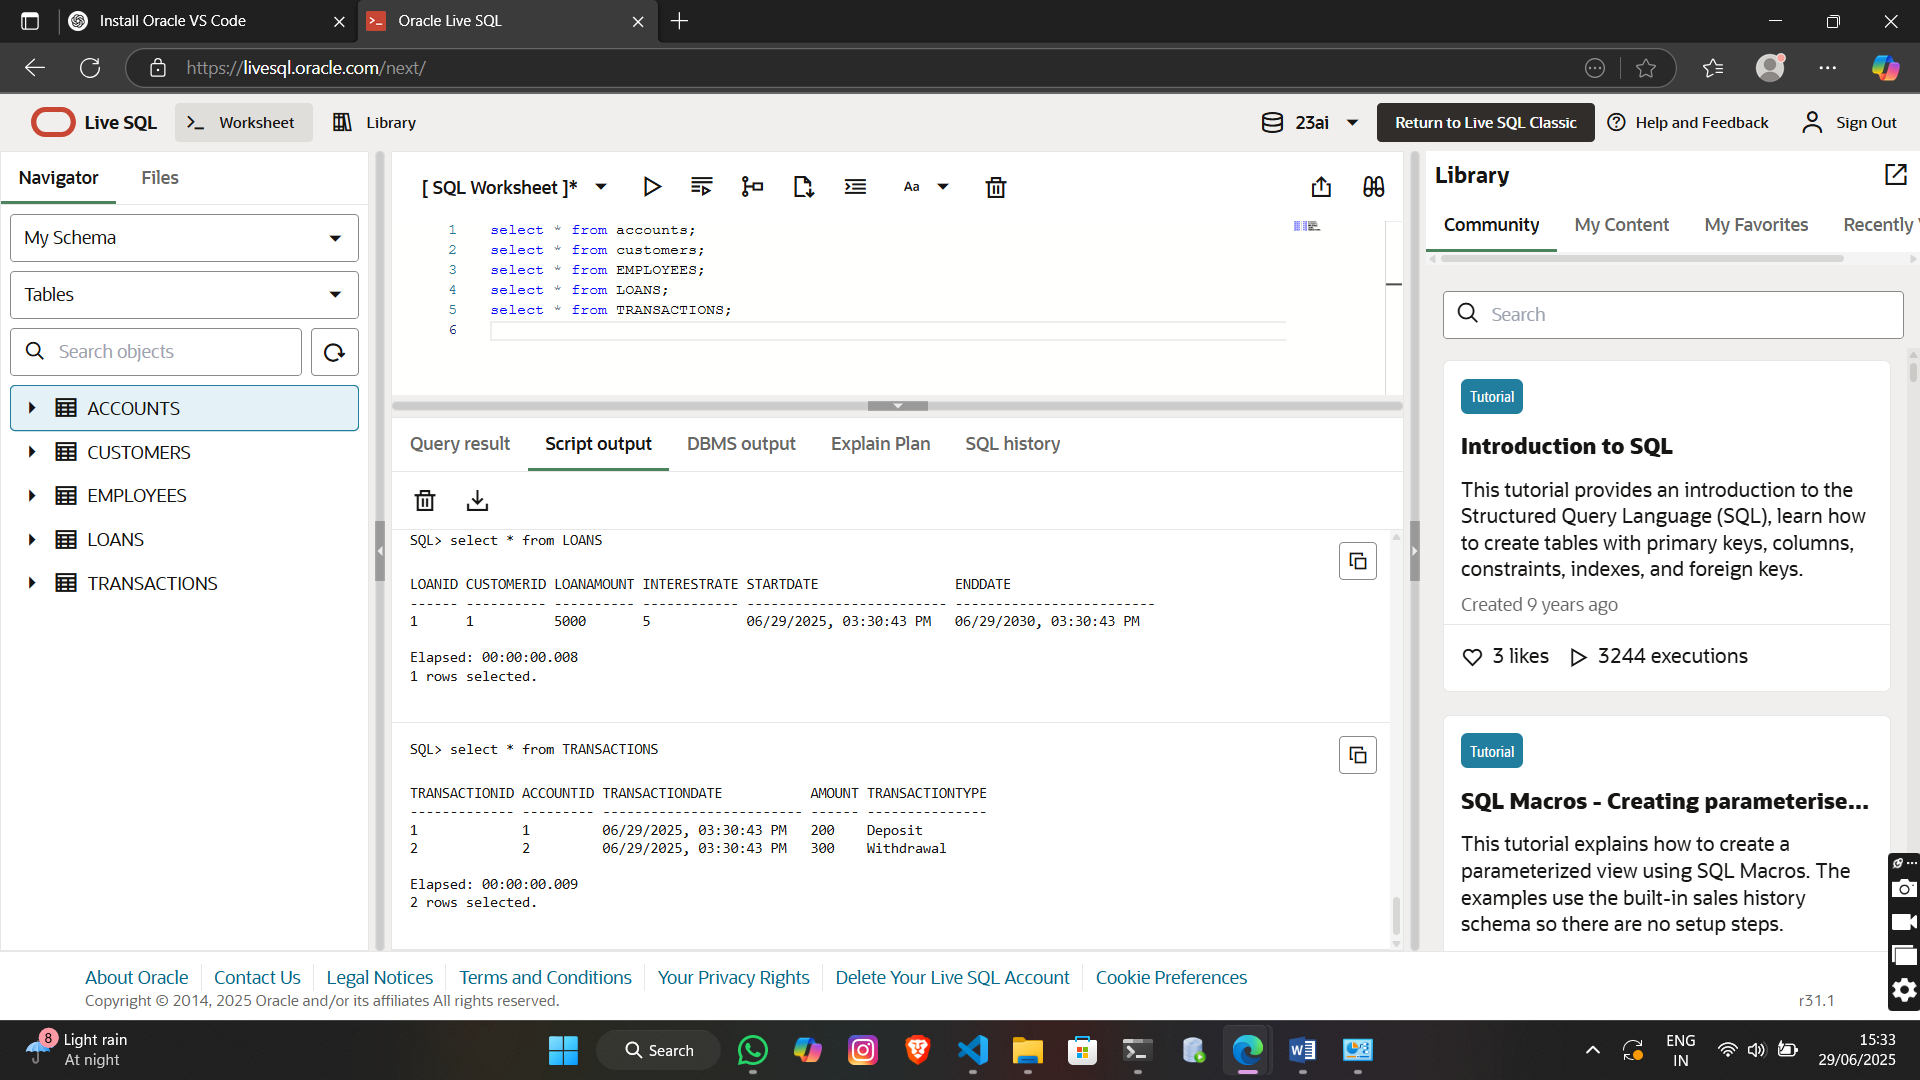 Install Oracle VS Code
Oracle Live SQL
https://livesql.oracle.com/next/
Live SQL
Worksheet
Library
23ai
Return to Live SQL Classic
Help and Feedback
Sign Out
Navigator
Files
My Schema
Tables
Search objects
ACCOUNTS
CUSTOMERS
EMPLOYEES
LOANS
TRANSACTIONS
[ SQL Worksheet ]*
Aa
1 select * from accounts;
2 select * from customers;
3 select * from EMPLOYEES;
4 select * from LOANS;
5 select * from TRANSACTIONS;
6
Query result
Script output
DBMS output
Explain Plan
SQL history
SQL> select * from LOANS
LOANID CUSTOMERID LOANAMOUNT INTERESTRATE STARTDATE ENDDATE
------ ---------- ---------- ------------ ------------------------- -------------------------
1 1 5000 5 06/29/2025, 03:30:43 PM 06/29/2030, 03:30:43 PM
Elapsed: 00:00:00.008
1 rows selected.
SQL> select * from TRANSACTIONS
TRANSACTIONID ACCOUNTID TRANSACTIONDATE AMOUNT TRANSACTIONTYPE
------------- --------- ------------------------- ------ ---------------
1 1 06/29/2025, 03:30:43 PM 200 Deposit
2 2 06/29/2025, 03:30:43 PM 300 Withdrawal
Elapsed: 00:00:00.009
2 rows selected.
Library
Community
My Content
My Favorites
Recently
Search
Tutorial
Introduction to SQL
This tutorial provides an introduction to the
Structured Query Language (SQL), learn how
to create tables with primary keys, columns,
constraints, indexes, and foreign keys.
Created 9 years ago
3 likes
3244 executions
Tutorial
SQL Macros - Creating parameterise...
This tutorial explains how to create a
parameterized view using SQL Macros. The
examples use the built-in sales history
schema so there are no setup steps.
About Oracle
Contact Us
Legal Notices
Terms and Conditions
Your Privacy Rights
Delete Your Live SQL Account
Cookie Preferences
Copyright © 2014, 2025 Oracle and/or its affiliates All rights reserved.
r31.1
8
Light rain
At night
Search
ENG
IN
15:33
29/06/2025